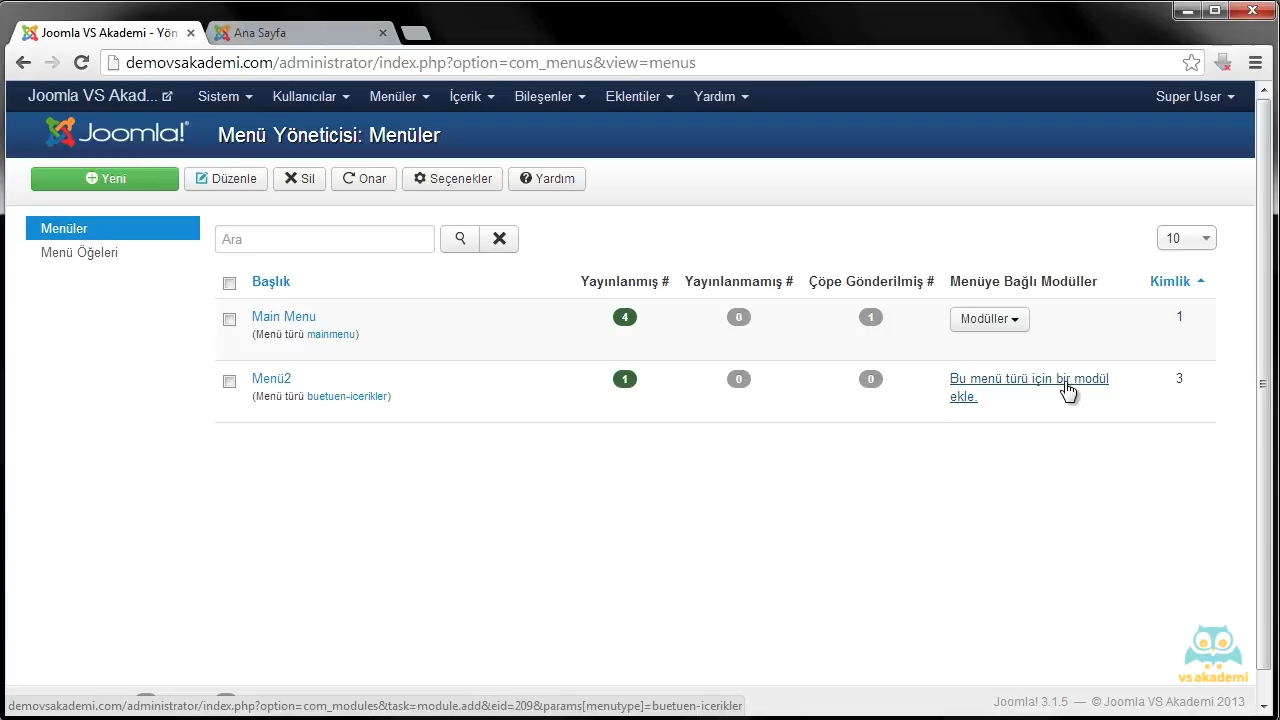 Joomla VS Akademi - Yön
Ana Sayfa
demovsakademi.com/administrator/index.php?option=com_menus&view=menus
Joomla VS Akad...
Sistem
Kullanıcılar
Menüler
İçerik
Bileşenler
Eklentiler
Yardım
Super User
Joomla!®
Menü Yöneticisi: Menüler
Yeni
Düzenle
Sil
Onar
Seçenekler
Yardım
Menüler
Menü Öğeleri
Ara
10
Başlık
Yayınlanmış #
Yayınlanmamış #
Çöpe Gönderilmiş #
Menüye Bağlı Modüller
Kimlik
Main Menu
(Menü türü mainmenu)
4
0
1
Modüller
1
Menü2
(Menü türü buetuen-icerikler)
1
0
0
Bu menü türü için bir modül
ekle.
3
vs akademi
demovsakademi.com/administrator/index.php?option=com_modules&task=module.add&eid=209&params[menutype]=buetuen-icerikler
Joomla! 3.1.5 — © Joomla VS Akademi 2013